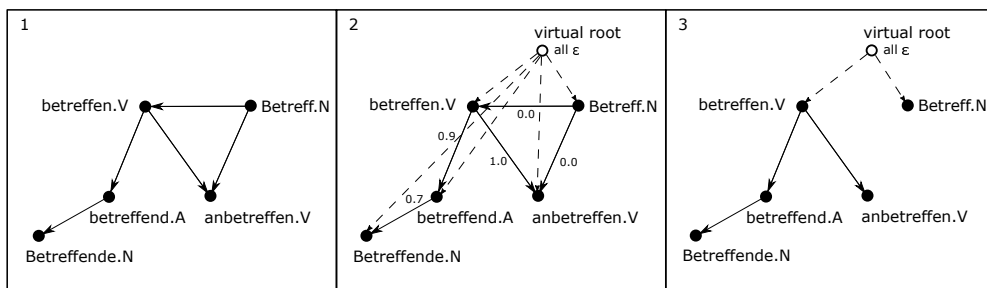 1
betreffen.V
Betreff.N
betreffend.A
anbetreffen.V
Betreffende.N
2
virtual root
all ε
betreffen.V
Betreff.N
0.0
0.9
1.0
0.0
0.7
betreffend.A
anbetreffen.V
Betreffende.N
3
virtual root
all ε
betreffen.V
Betreff.N
betreffend.A
anbetreffen.V
Betreffende.N